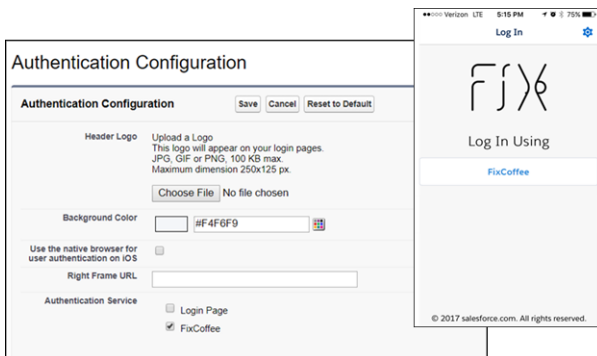 Authentication Configuration
Authentication Configuration
Save Cancel Reset to Default
Header Logo
Upload a Logo
This logo will appear on your login pages.
JPG, GIF or PNG, 100 KB max.
Maximum dimension 250x125 px.
Choose File No file chosen
Background Color
#F4F6F9
Use the native browser for
user authentication on iOS
Right Frame URL
Authentication Service
Login Page
FixCoffee
Verizon LTE 5:15 PM 75%
Log In
FIX
Log In Using
FixCoffee
© 2017 salesforce.com. All rights reserved.